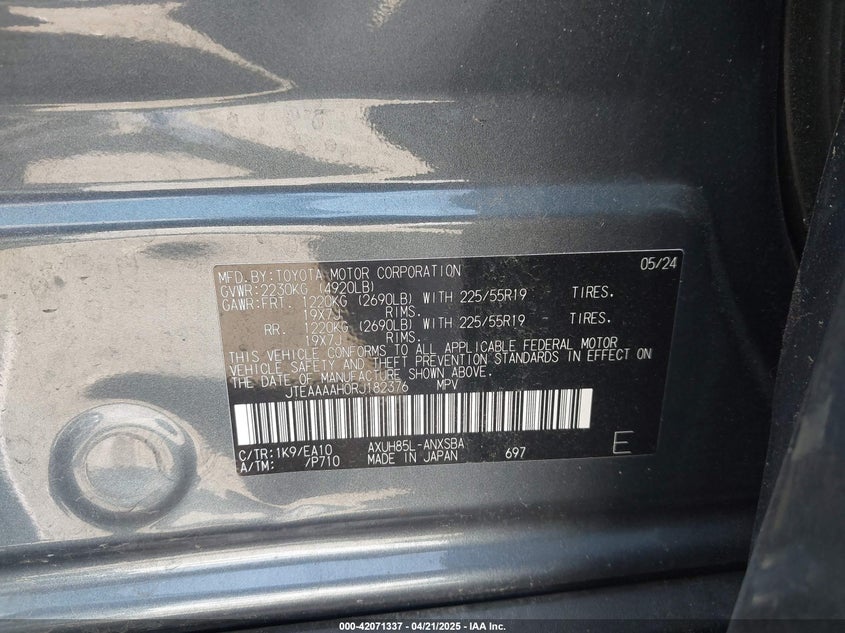 MFD.BY:TOYOTA MOTOR CORPORATION 05/24
GVWR:2230KG (4920LB)
GAWR:FRT. 1220KG (2690LB) WITH 225/55R19 TIRES.
19X7J RIMS.
RR. 1220KG (2690LB) WITH 225/55R19 TIRES.
19X7J RIMS.
THIS VEHICLE CONFORMS TO ALL APPLICABLE FEDERAL MOTOR
VEHICLE SAFETY AND THEFT PREVENTION STANDARDS IN EFFECT ON
THE DATE OF MANUFACTURE SHOWN ABOVE.
JTEAAAAH0RJ182376 MPV
C/TR:1K9/EA10 AXUH85L-ANXSBA
A/TM: /P710 MADE IN JAPAN 697 E
000-42071337 - 04/21/2025 - IAA Inc.